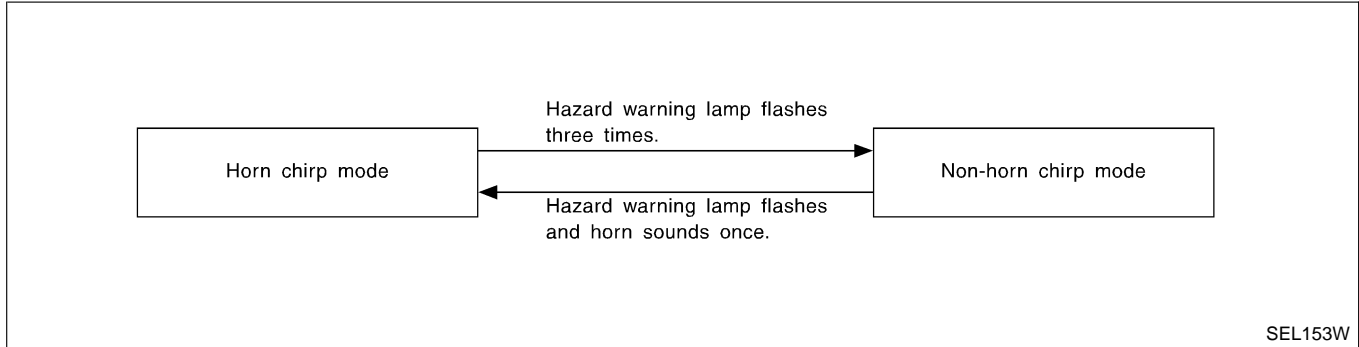 Hazard warning lamp flashes
three times.
Horn chirp mode
Non-horn chirp mode
Hazard warning lamp flashes
and horn sounds once.
SEL153W